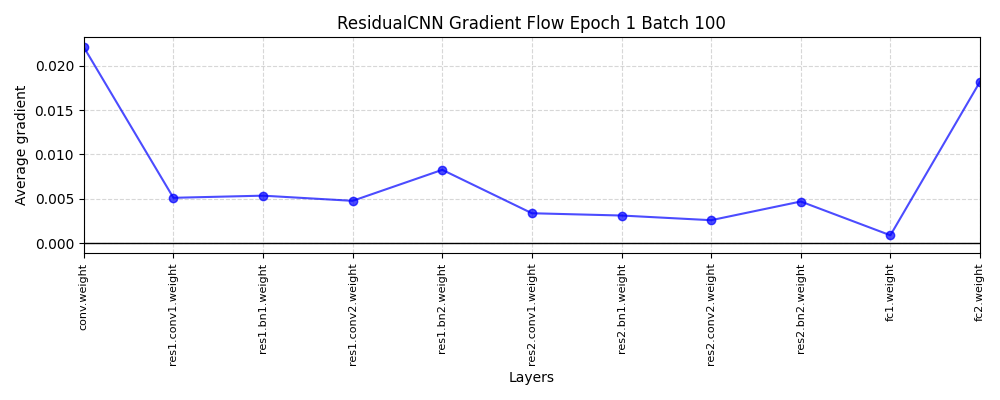 ResidualCNN Gradient Flow Epoch 1 Batch 100
Average gradient
0.020
0.015
0.010
0.005
0.000
conv.weight
res1.conv1.weight
res1.bn1.weight
res1.conv2.weight
res1.bn2.weight
res2.conv1.weight
res2.bn1.weight
res2.conv2.weight
res2.bn2.weight
fc1.weight
fc2.weight
Layers